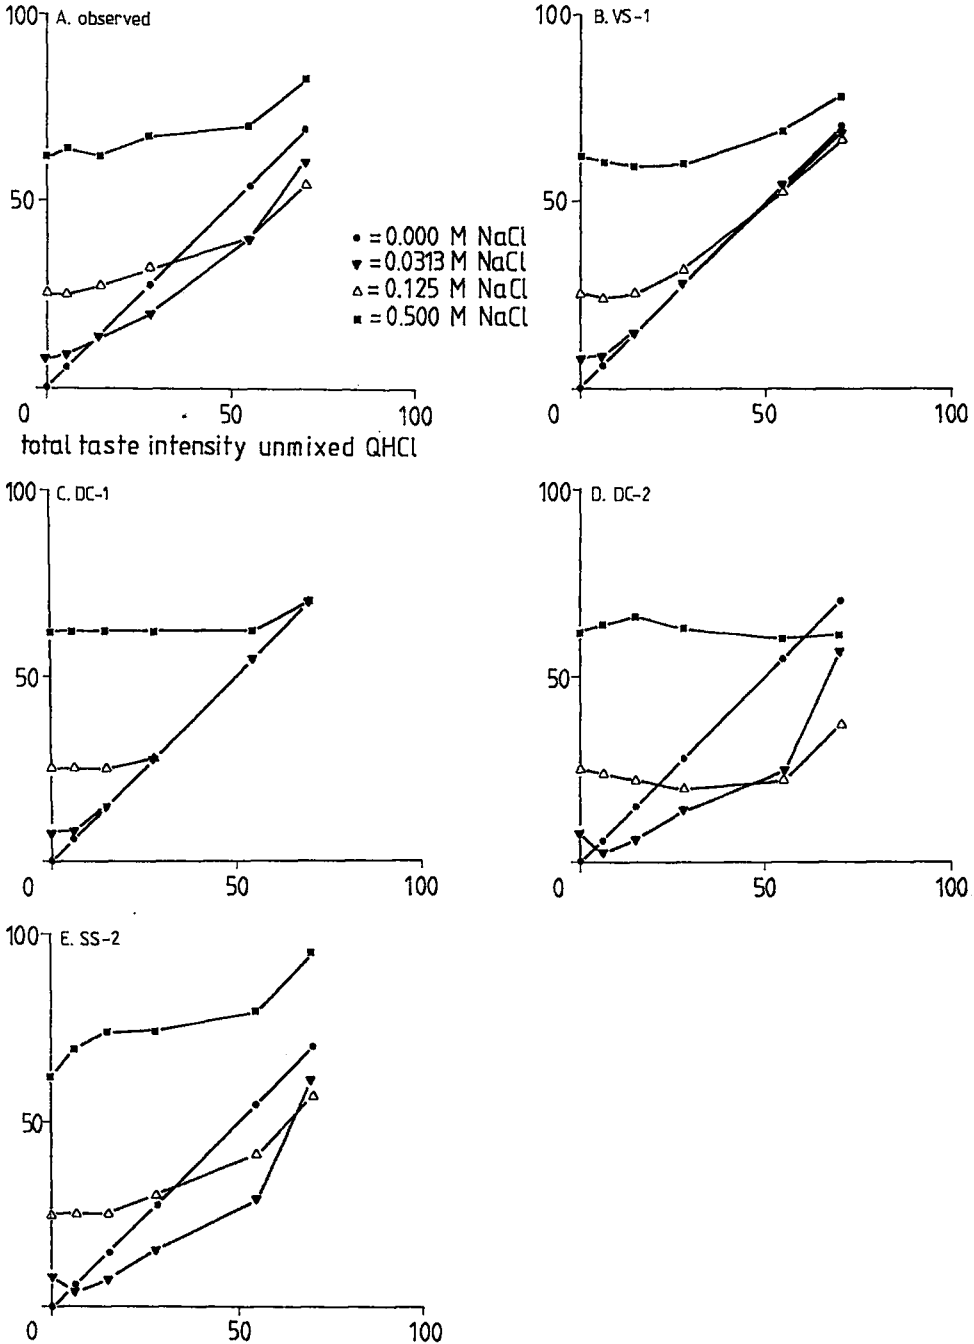 100
A. observed
50
0
50
100
total taste intensity unmixed QHCl
• = 0.000 M NaCl
▼ = 0.0313 M NaCl
△ = 0.125 M NaCl
■ = 0.500 M NaCl
100
B. VS-1
50
0
50
100
100
C. DC-1
50
0
50
100
100
D. DC-2
50
0
50
100
100
E. SS-2
50
0
50
100